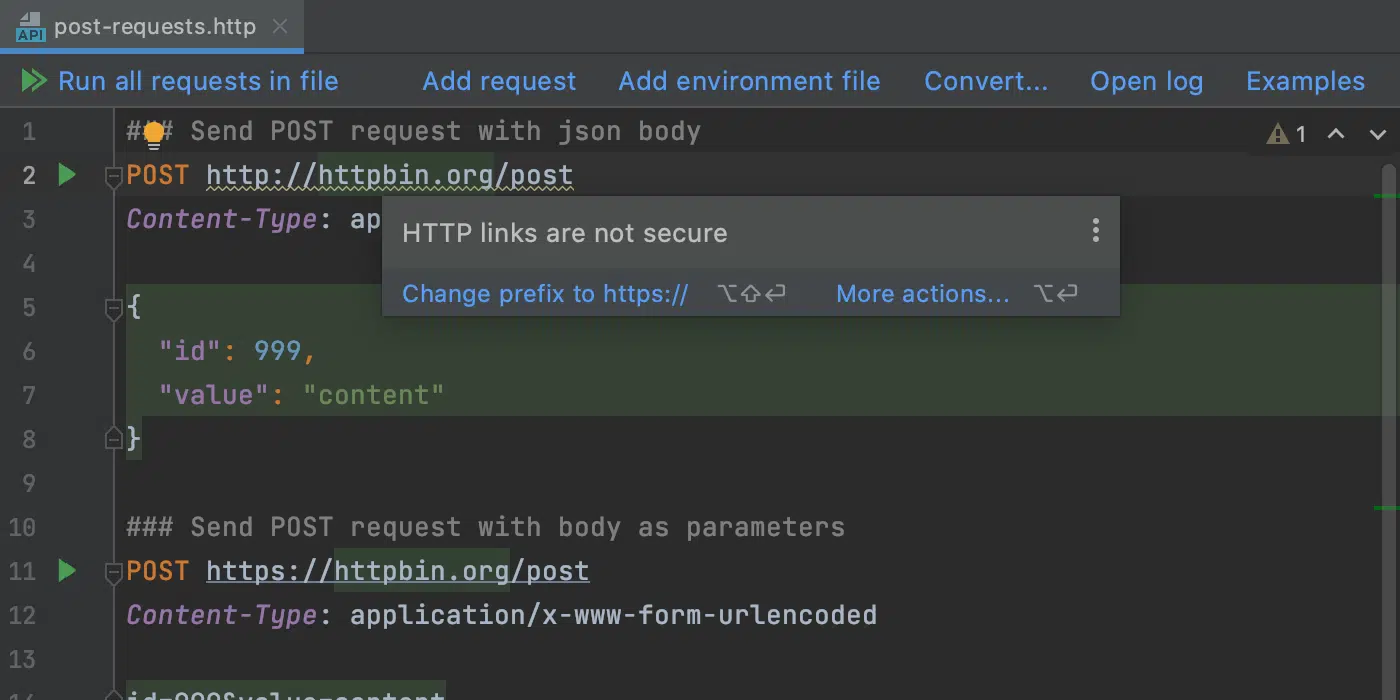 API post-requests.http
Run all requests in file Add request Add environment file Convert... Open log Examples
1 ### Send POST request with json body 1
2 POST http://httpbin.org/post
3 Content-Type: ap
HTTP links are not secure
4
Change prefix to https:// ⌥⇧⏎ More actions... ⌥⏎
5 {
6 "id": 999,
7 "value": "content"
8 }
9
10 ### Send POST request with body as parameters
11 POST https://httpbin.org/post
12 Content-Type: application/x-www-form-urlencoded
13
14 id=999&value=content